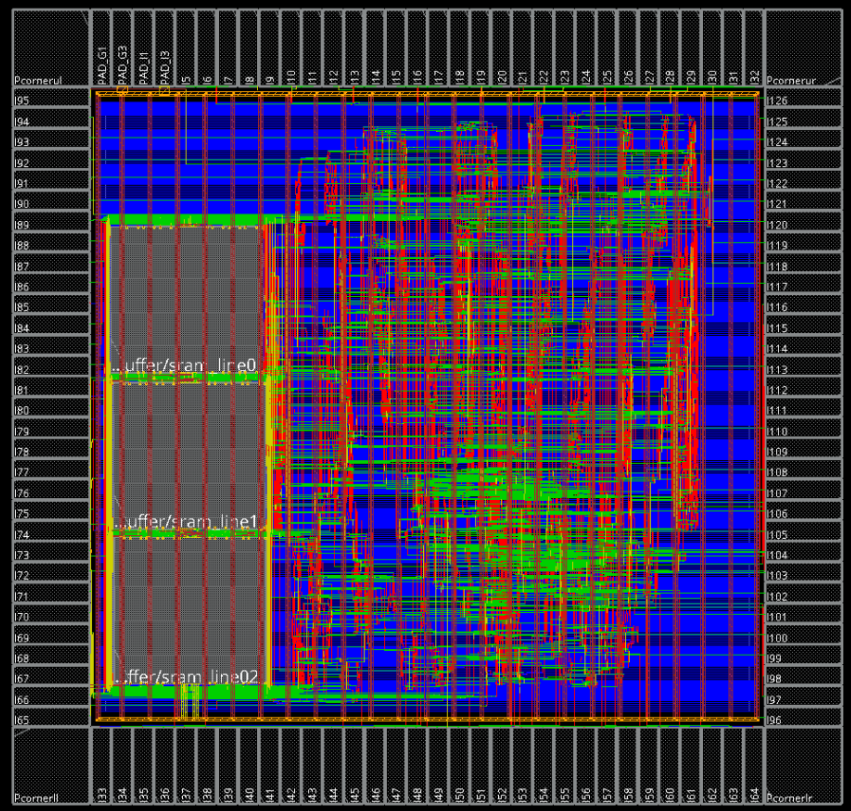 PAD_G1
PAD_G3
PAD_I1
PAD_I3
I5
I6
I7
I8
I9
I10
I11
I12
I13
I14
I15
I16
I17
I18
I19
I20
I21
I22
I23
I24
I25
I26
I27
I28
I29
I30
I31
I32
Pcornerul
Pcornerur
I95
I94
I93
I92
I91
I90
I89
I88
I87
I86
I85
I84
I83
I82
I81
I80
I79
I78
I77
I76
I75
I74
I73
I72
I71
I70
I69
I68
I67
I66
I65
...uffer/sram_line0
...uffer/sram_line1
...ffer/sram_line02
I126
I125
I124
I123
I122
I121
I120
I119
I118
I117
I116
I115
I114
I113
I112
I111
I110
I109
I108
I107
I106
I105
I104
I103
I102
I101
I100
I99
I98
I97
I96
Pcornerll
I33
I34
I35
I36
I37
I38
I39
I40
I41
I42
I43
I44
I45
I46
I47
I48
I49
I50
I51
I52
I53
I54
I55
I56
I57
I58
I59
I60
I61
I62
I63
I64
Pcornerlr